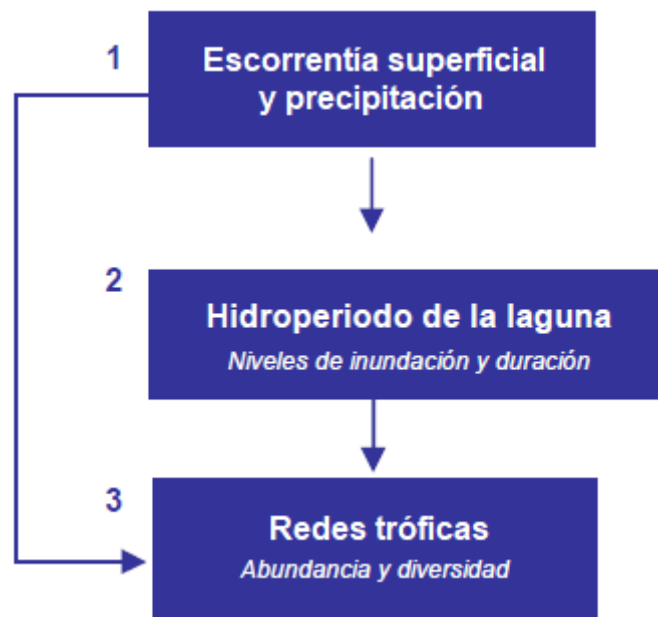 1
Escorrentía superficial
y precipitación
2
Hidroperiodo de la laguna
Niveles de inundación y duración
3
Redes tróficas
Abundancia y diversidad